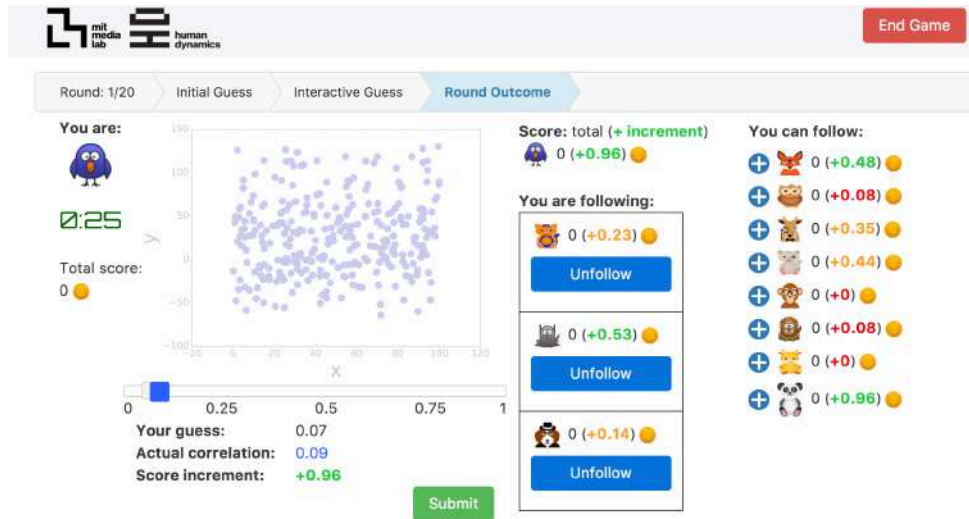 mit
media
lab
human
dynamics
End Game
Round: 1/20
Initial Guess
Interactive Guess
Round Outcome
You are:
0:25
Total score:
0
150
100
50
0
-50
-100
y
-20 0 20 40 60 80 100 120
X
0 0.25 0.5 0.75 1
Your guess: 0.07
Actual correlation: 0.09
Score increment: +0.96
Submit
Score: total (+ increment)
0 (+0.96)
You are following:
0 (+0.23)
Unfollow
0 (+0.53)
Unfollow
0 (+0.14)
Unfollow
You can follow:
0 (+0.48)
0 (+0.08)
0 (+0.35)
0 (+0.44)
0 (+0)
0 (+0.08)
0 (+0)
0 (+0.96)